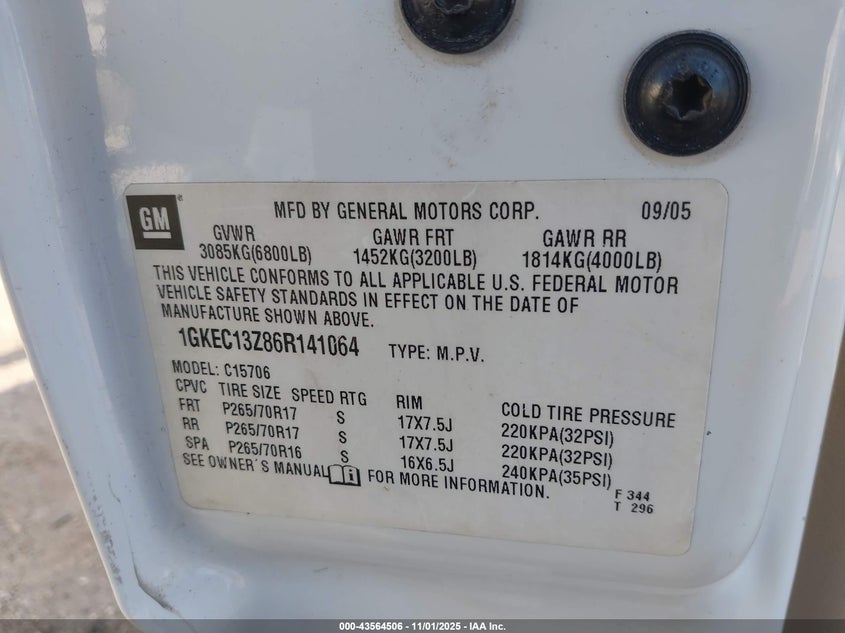 GM
MFD BY GENERAL MOTORS CORP. 09/05
GVWR GAWR FRT GAWR RR
3085KG(6800LB) 1452KG(3200LB) 1814KG(4000LB)
THIS VEHICLE CONFORMS TO ALL APPLICABLE U.S. FEDERAL MOTOR
VEHICLE SAFETY STANDARDS IN EFFECT ON THE DATE OF
MANUFACTURE SHOWN ABOVE.
1GKEC13Z86R141064 TYPE: M.P.V.
MODEL: C15706
CPVC TIRE SIZE SPEED RTG RIM COLD TIRE PRESSURE
FRT P265/70R17 S 17X7.5J 220KPA(32PSI)
RR P265/70R17 S 17X7.5J 220KPA(32PSI)
SPA P265/70R16 S 16X6.5J 240KPA(35PSI)
SEE OWNER'S MANUAL FOR MORE INFORMATION.
F 344
T 296
000-43564506 - 11/01/2025 - IAA Inc.